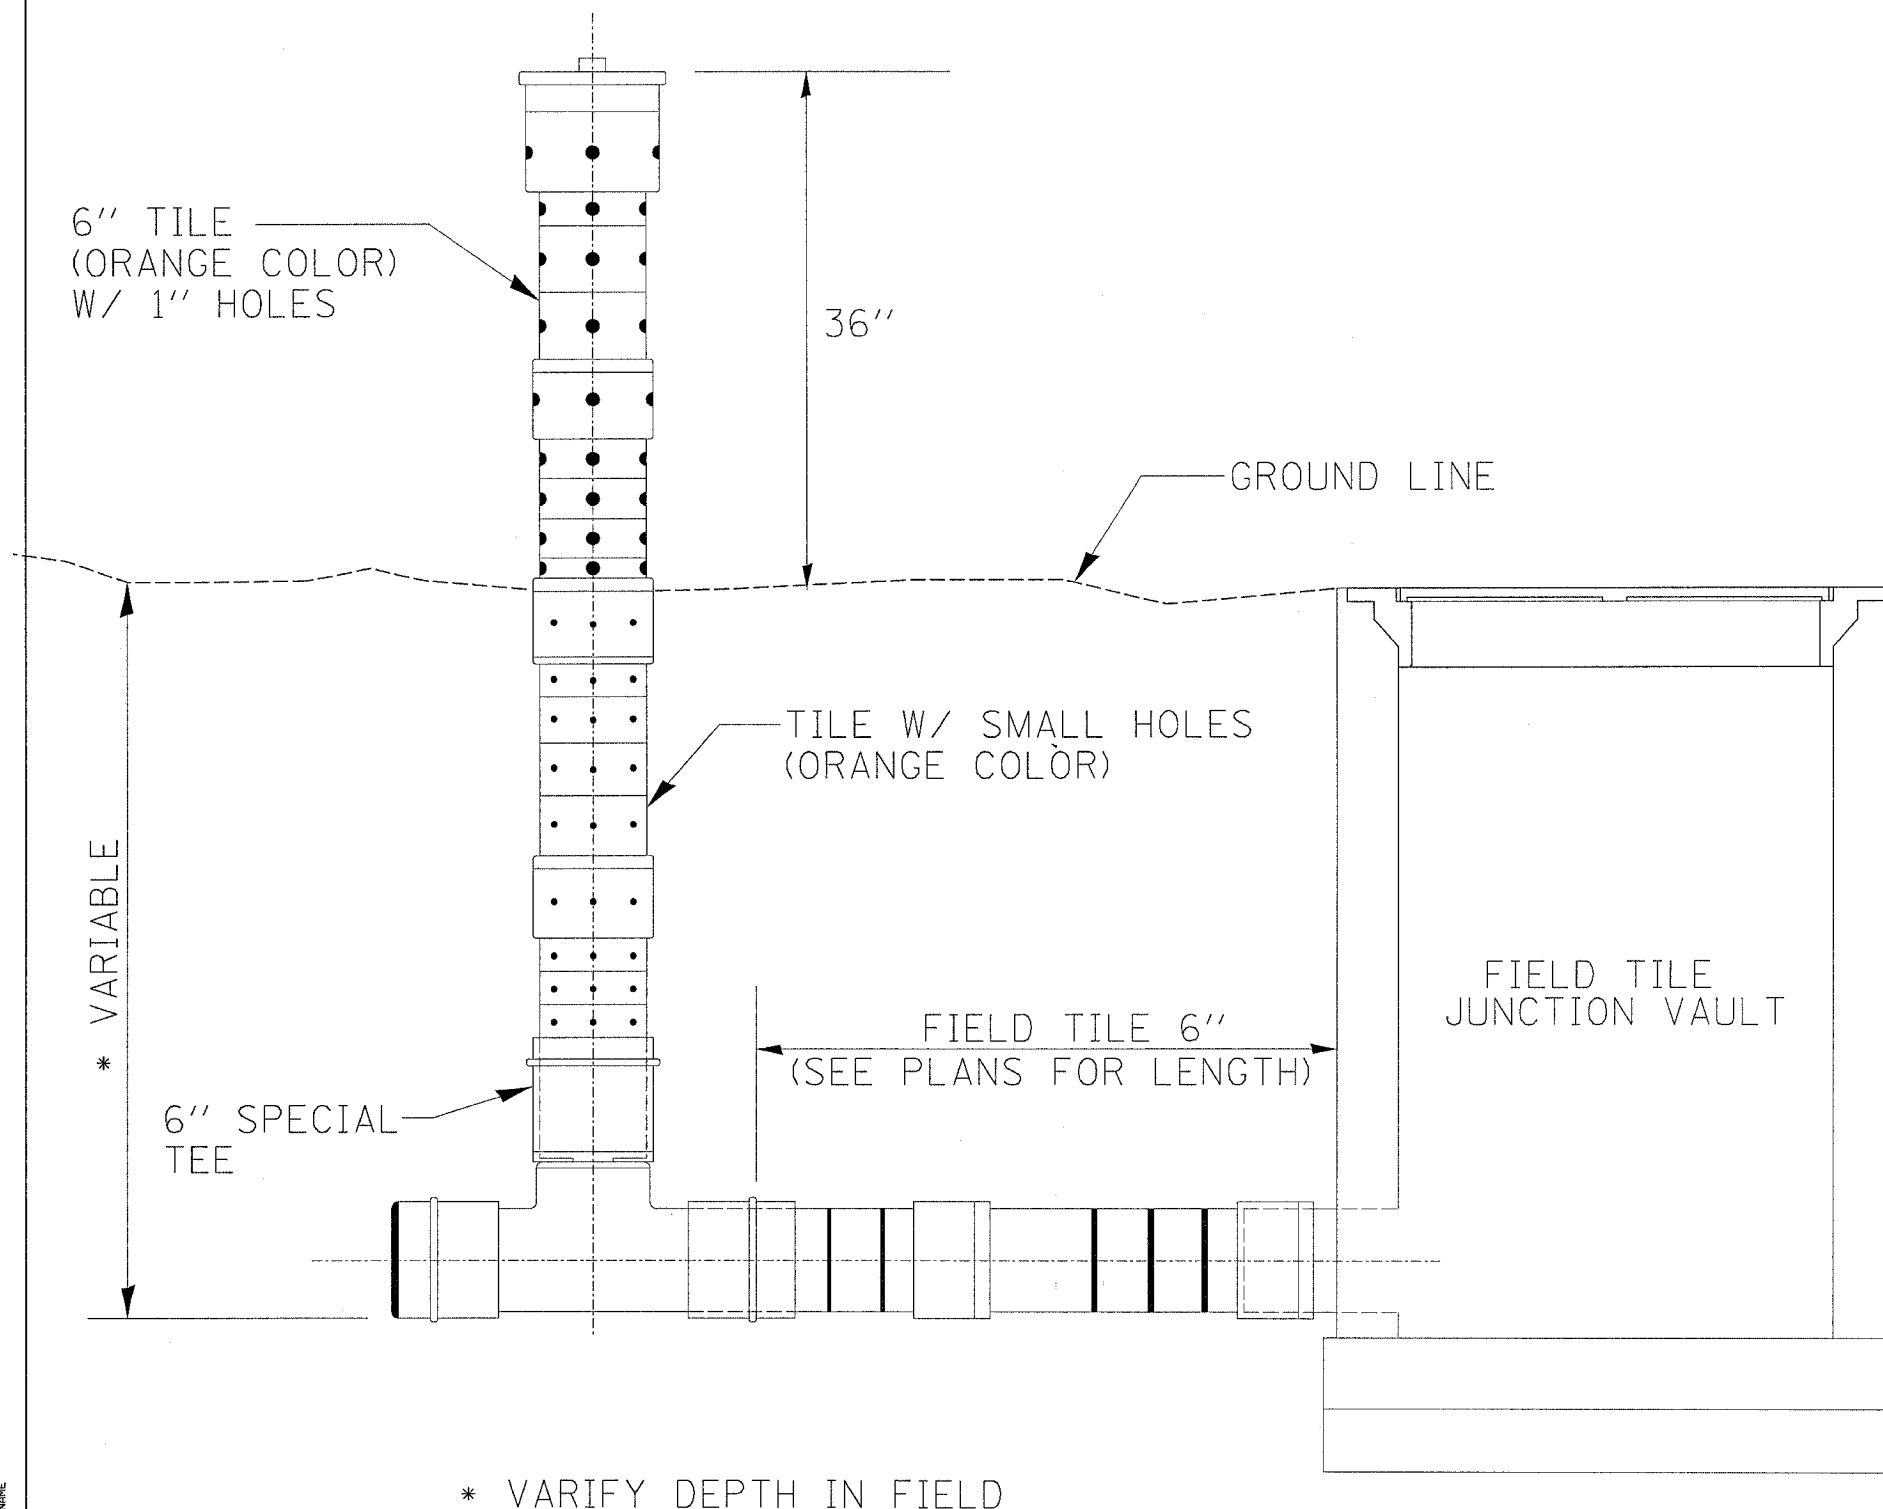 6" TILE
(ORANGE COLOR)
W/ 1" HOLES
36"
GROUND LINE
TILE W/ SMALL HOLES
(ORANGE COLOR)
* VARIABLE
FIELD TILE
JUNCTION VAULT
FIELD TILE 6"
(SEE PLANS FOR LENGTH)
6" SPECIAL
TEE
* VARIFY DEPTH IN FIELD
NAME